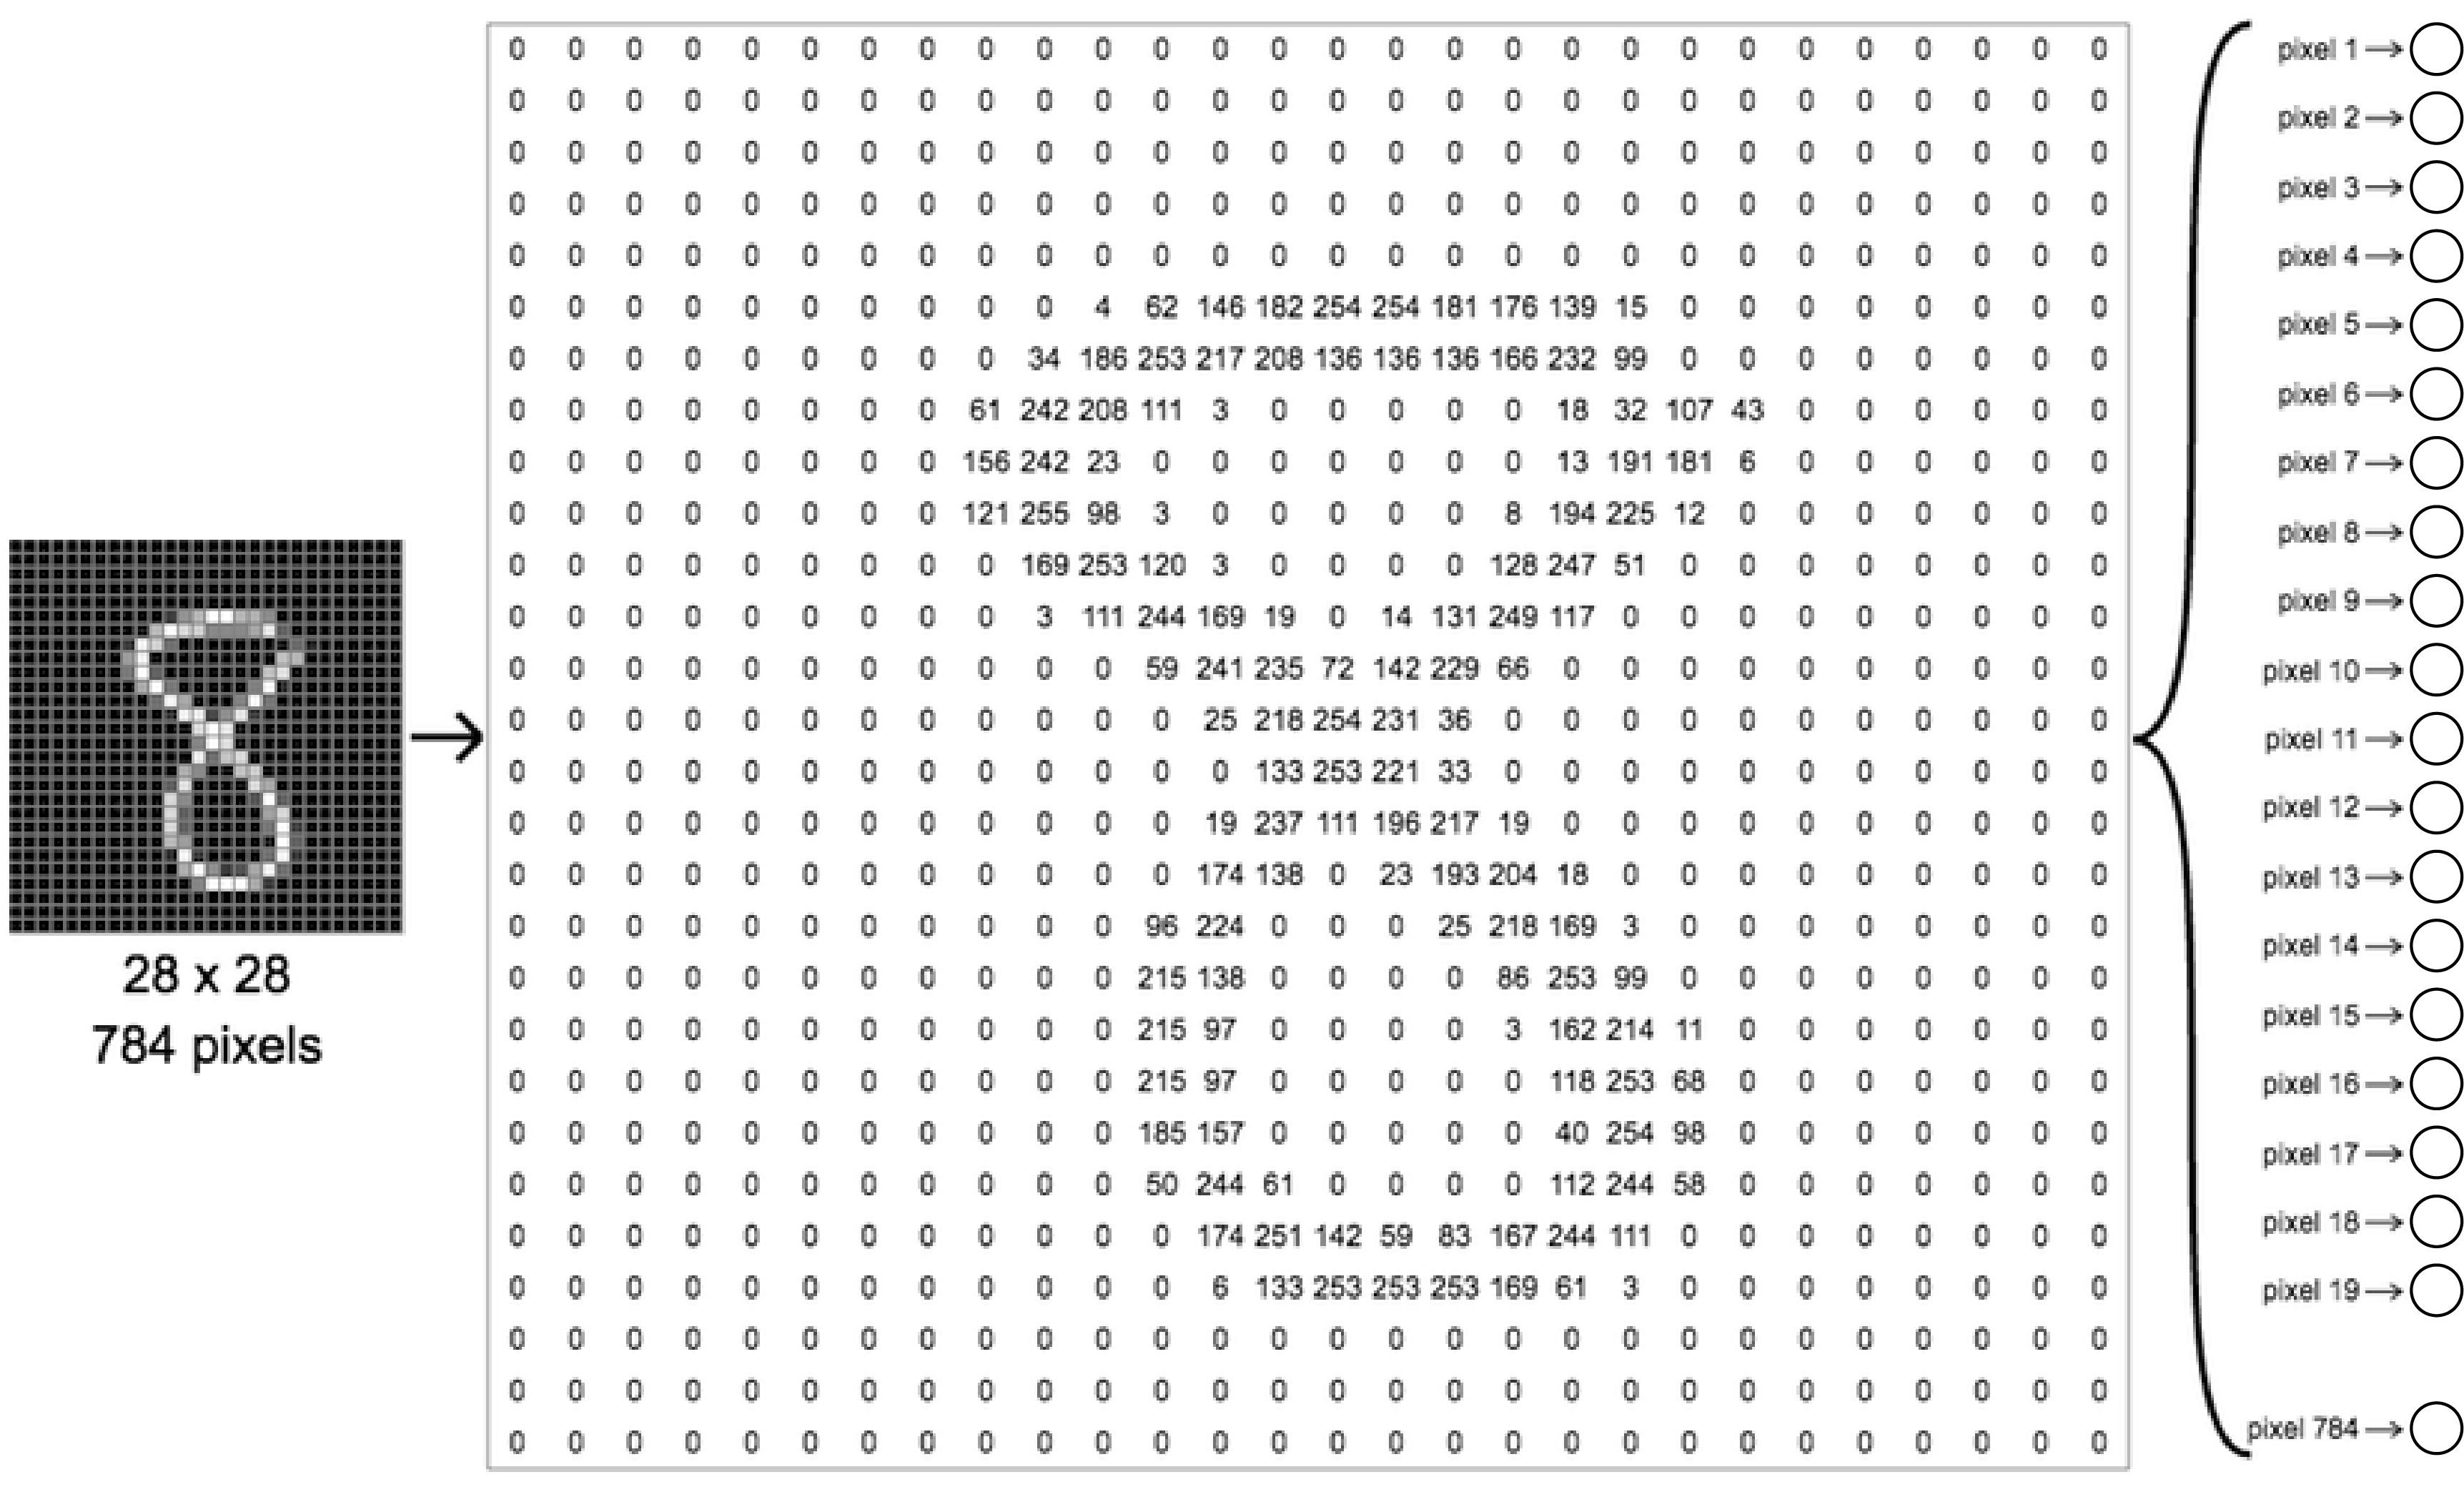 28 x 28
784 pixels
0 0 0 0 0 0 0 0 0 0 0 0 0 0 0 0 0 0 0 0 0 0 0 0 0 0 0 0
0 0 0 0 0 0 0 0 0 0 0 0 0 0 0 0 0 0 0 0 0 0 0 0 0 0 0 0
0 0 0 0 0 0 0 0 0 0 0 0 0 0 0 0 0 0 0 0 0 0 0 0 0 0 0 0
0 0 0 0 0 0 0 0 0 0 0 0 0 0 0 0 0 0 0 0 0 0 0 0 0 0 0 0
0 0 0 0 0 0 0 0 0 0 0 0 0 0 0 0 0 0 0 0 0 0 0 0 0 0 0 0
0 0 0 0 0 0 0 0 0 0 4 62 146 182 254 254 181 176 139 15 0 0 0 0 0 0 0 0
0 0 0 0 0 0 0 0 0 34 186 253 217 208 136 136 136 166 232 99 0 0 0 0 0 0 0 0
0 0 0 0 0 0 0 0 61 242 208 111 3 0 0 0 0 0 18 32 107 43 0 0 0 0 0 0
0 0 0 0 0 0 0 0 156 242 23 0 0 0 0 0 0 0 13 191 181 6 0 0 0 0 0 0
0 0 0 0 0 0 0 0 121 255 98 3 0 0 0 0 0 8 194 225 12 0 0 0 0 0 0 0
0 0 0 0 0 0 0 0 0 169 253 120 3 0 0 0 0 128 247 51 0 0 0 0 0 0 0 0
0 0 0 0 0 0 0 0 0 3 111 244 169 19 0 14 131 249 117 0 0 0 0 0 0 0 0 0
0 0 0 0 0 0 0 0 0 0 0 59 241 235 72 142 229 66 0 0 0 0 0 0 0 0 0 0
0 0 0 0 0 0 0 0 0 0 0 0 25 218 254 231 36 0 0 0 0 0 0 0 0 0 0 0
0 0 0 0 0 0 0 0 0 0 0 0 0 133 253 221 33 0 0 0 0 0 0 0 0 0 0 0
0 0 0 0 0 0 0 0 0 0 0 0 19 237 111 196 217 19 0 0 0 0 0 0 0 0 0 0
0 0 0 0 0 0 0 0 0 0 0 0 174 138 0 23 193 204 18 0 0 0 0 0 0 0 0 0
0 0 0 0 0 0 0 0 0 0 0 96 224 0 0 0 25 218 169 3 0 0 0 0 0 0 0 0
0 0 0 0 0 0 0 0 0 0 0 215 138 0 0 0 0 86 253 99 0 0 0 0 0 0 0 0
0 0 0 0 0 0 0 0 0 0 0 215 97 0 0 0 0 3 162 214 11 0 0 0 0 0 0 0
0 0 0 0 0 0 0 0 0 0 0 215 97 0 0 0 0 0 118 253 68 0 0 0 0 0 0 0
0 0 0 0 0 0 0 0 0 0 0 185 157 0 0 0 0 0 40 254 98 0 0 0 0 0 0 0
0 0 0 0 0 0 0 0 0 0 0 50 244 61 0 0 0 0 112 244 58 0 0 0 0 0 0 0
0 0 0 0 0 0 0 0 0 0 0 0 174 251 142 59 83 167 244 111 0 0 0 0 0 0 0 0
0 0 0 0 0 0 0 0 0 0 0 0 6 133 253 253 253 169 61 3 0 0 0 0 0 0 0 0
0 0 0 0 0 0 0 0 0 0 0 0 0 0 0 0 0 0 0 0 0 0 0 0 0 0 0 0
0 0 0 0 0 0 0 0 0 0 0 0 0 0 0 0 0 0 0 0 0 0 0 0 0 0 0 0
0 0 0 0 0 0 0 0 0 0 0 0 0 0 0 0 0 0 0 0 0 0 0 0 0 0 0 0
pixel 1
pixel 2
pixel 3
pixel 4
pixel 5
pixel 6
pixel 7
pixel 8
pixel 9
pixel 10
pixel 11
pixel 12
pixel 13
pixel 14
pixel 15
pixel 16
pixel 17
pixel 18
pixel 19
pixel 784